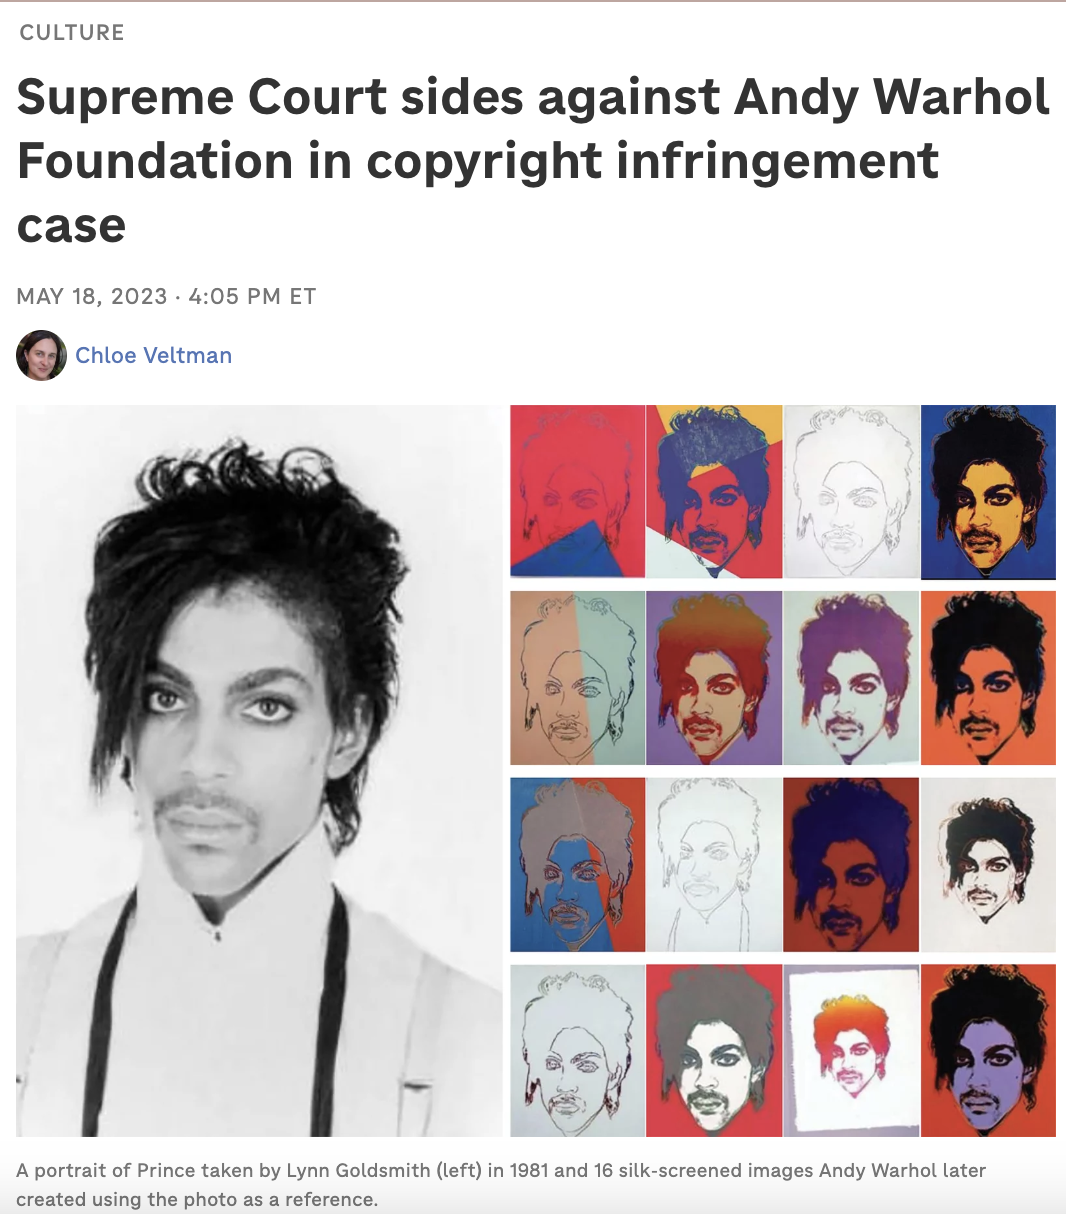 CULTURE
Supreme Court sides against Andy Warhol
Foundation in copyright infringement
case
MAY 18, 2023 · 4:05 PM ET
Chloe Veltman
A portrait of Prince taken by Lynn Goldsmith (left) in 1981 and 16 silk-screened images Andy Warhol later
created using the photo as a reference.